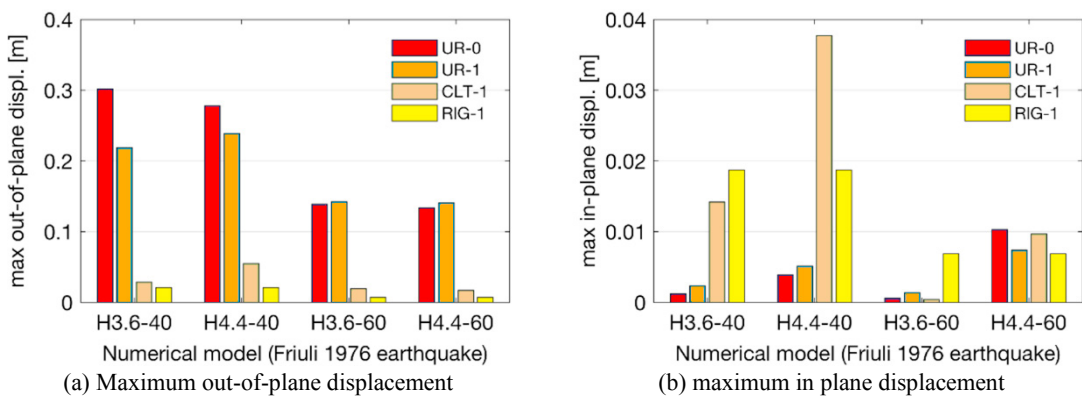 max out-of-plane displ. [m]
0.4
0.3
0.2
0.1
0
UR-0
UR-1
CLT-1
RIG-1
H3.6-40 H4.4-40 H3.6-60 H4.4-60
Numerical model (Friuli 1976 earthquake)
(a) Maximum out-of-plane displacement
max in-plane displ. [m]
0.04
0.03
0.02
0.01
0
UR-0
UR-1
CLT-1
RIG-1
H3.6-40 H4.4-40 H3.6-60 H4.4-60
Numerical model (Friuli 1976 earthquake)
(b) maximum in plane displacement